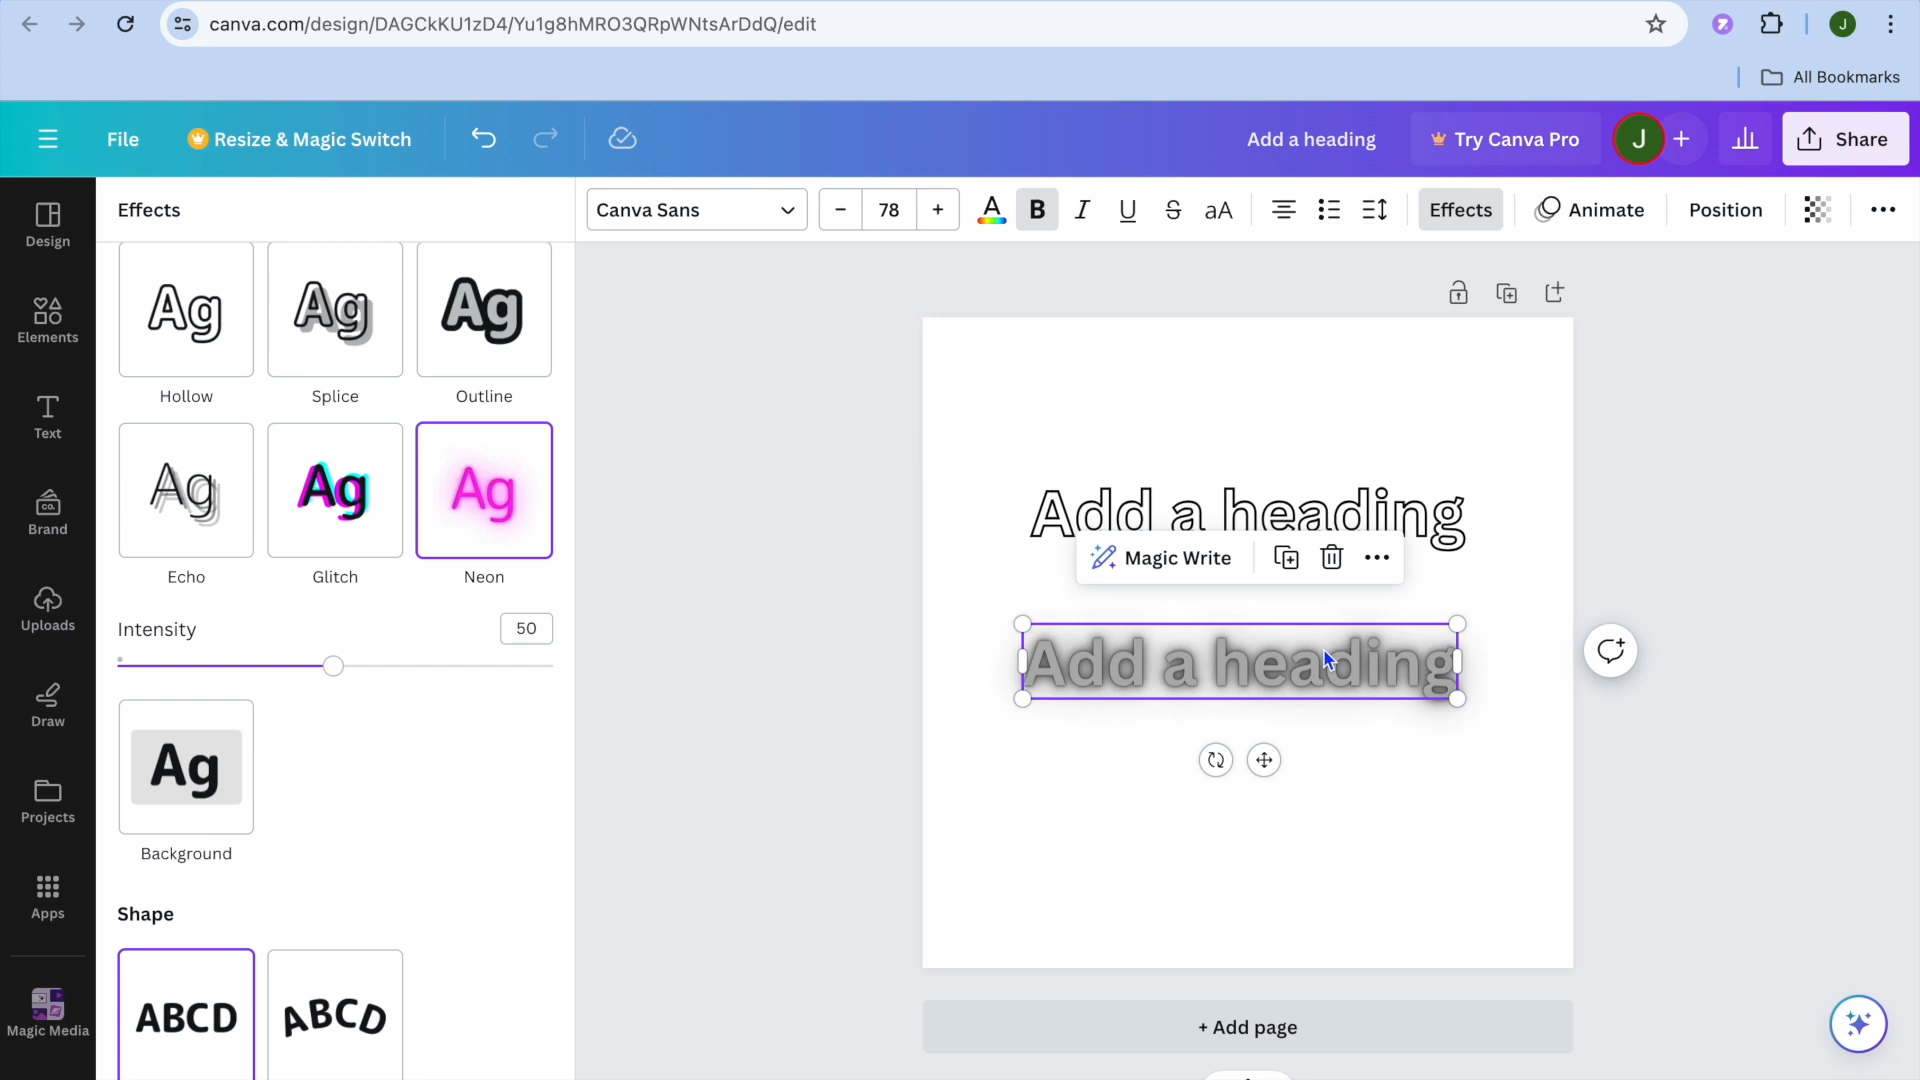 canva.com/design/DAGCkKU1zD4/Yu1g8hMRO3QRpWNtsArDdQ/edit
J
All Bookmarks
File
Resize & Magic Switch
Add a heading
Try Canva Pro
J
Share
Design
Elements
Text
CO.
Brand
Uploads
Draw
Projects
Apps
Magic Media
Effects
Ag
Ag
Ag
Hollow
Splice
Outline
Ag
Ag
Ag
Echo
Glitch
Neon
Intensity
50
Ag
Background
Shape
ABCD
ABCD
Canva Sans
78
A
B
I
U
S
aA
Effects
Animate
Position
Add a heading
Magic Write
Add a heading
+ Add page